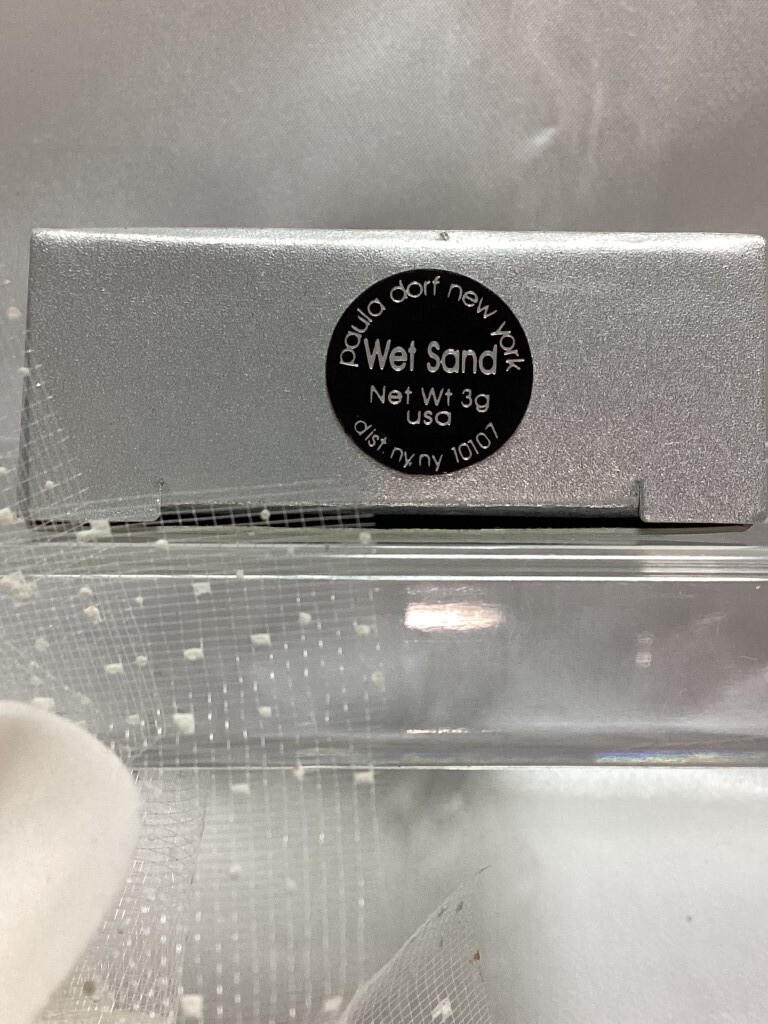 paula dorf new york
Wet Sand
Net Wt 3g
usa
dist. ny, ny 10107